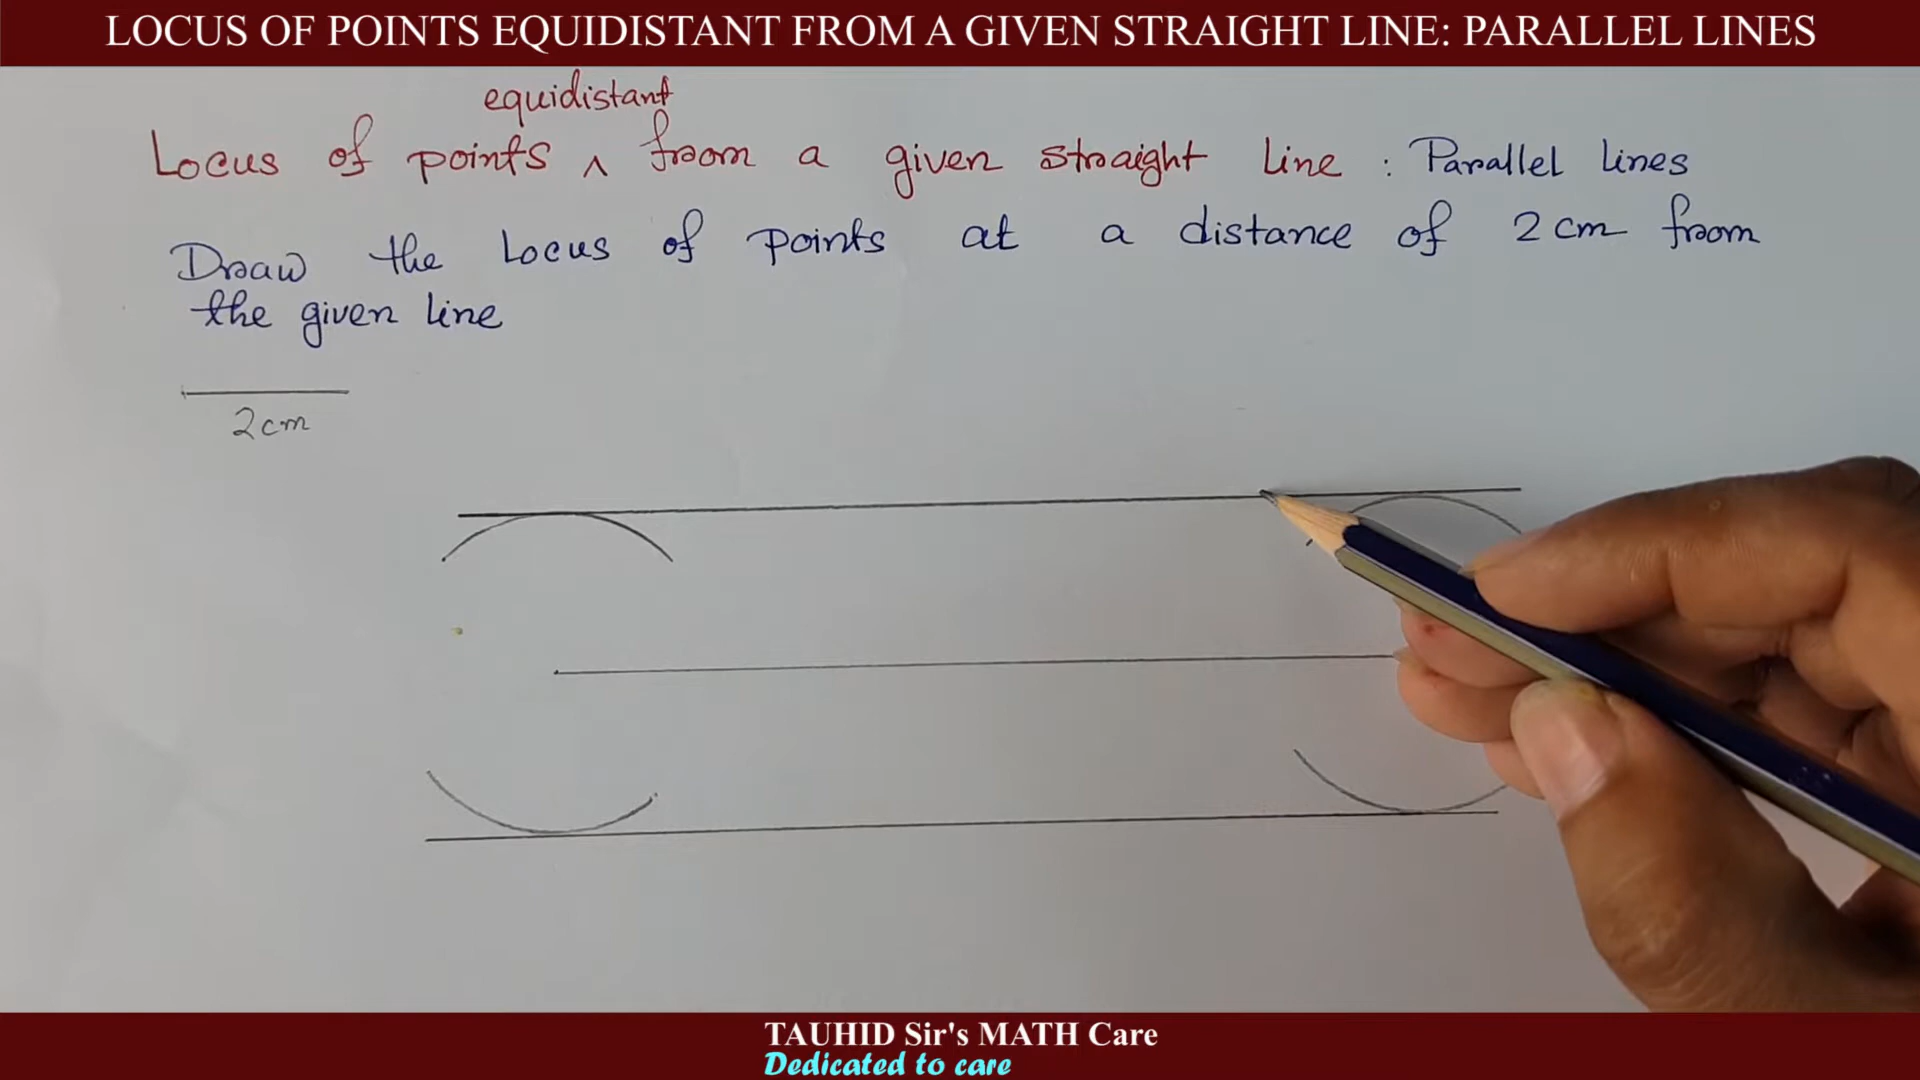 LOCUS OF POINTS EQUIDISTANT FROM A GIVEN STRAIGHT LINE: PARALLEL LINES
equidistant
Locus of points ^ from a given straight line : Parallel lines
Draw the Locus of points at a distance of 2 cm from
the given line
2cm
TAUHID Sir's MATH Care
Dedicated to care